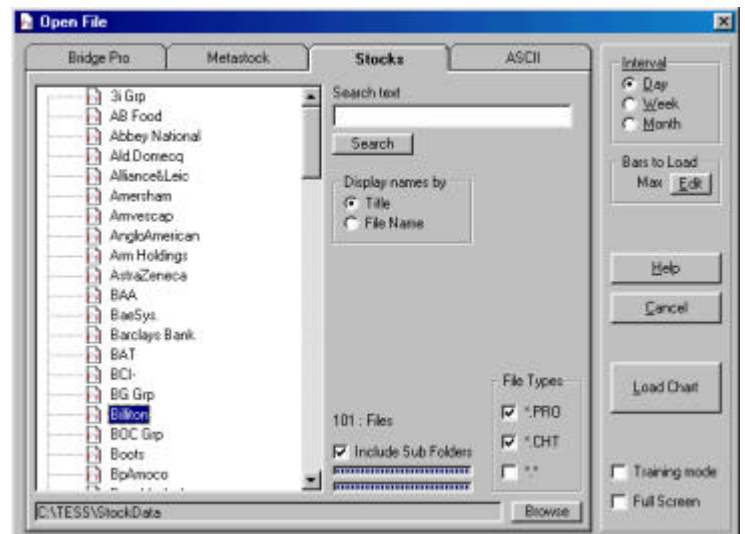 Open File
Bridge Pro
Metastock
Stocks
ASCII
3i Grp
AB Food
Abbey National
Ald.Domecq
Alliance&Leic
Amersham
Amvescap
AngloAmerican
Arm Holdings
AstraZeneca
BAA
BaeSys.
Barclays Bank
BAT
BCI-
BG Grp
Billiton
BOC Grp
Boots
BpAmoco
Search text
Search
Display names by
Title
File Name
101 : Files
Include Sub Folders
File Types
*.PRO
*.CHT
*.*
C:\TESS\StockData
Browse
Interval
Day
Week
Month
Bars to Load
Max Edit
Help
Cancel
Load Chart
Training mode
Full Screen